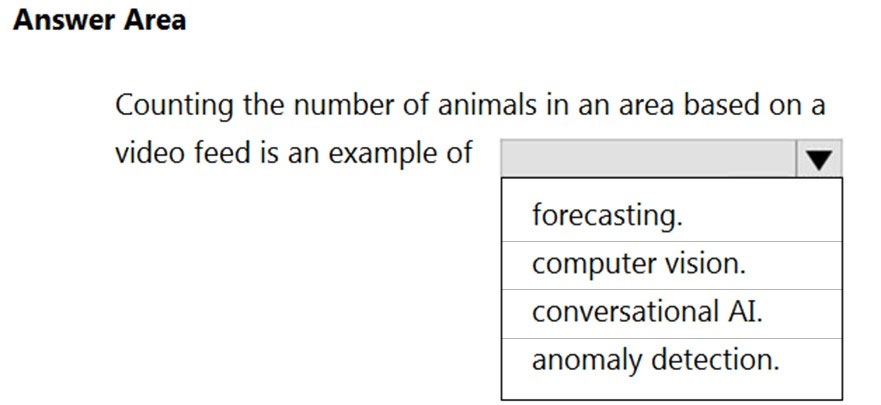 Answer Area
Counting the number of animals in an area based on a
video feed is an example of
forecasting.
computer vision.
conversational AI.
anomaly detection.